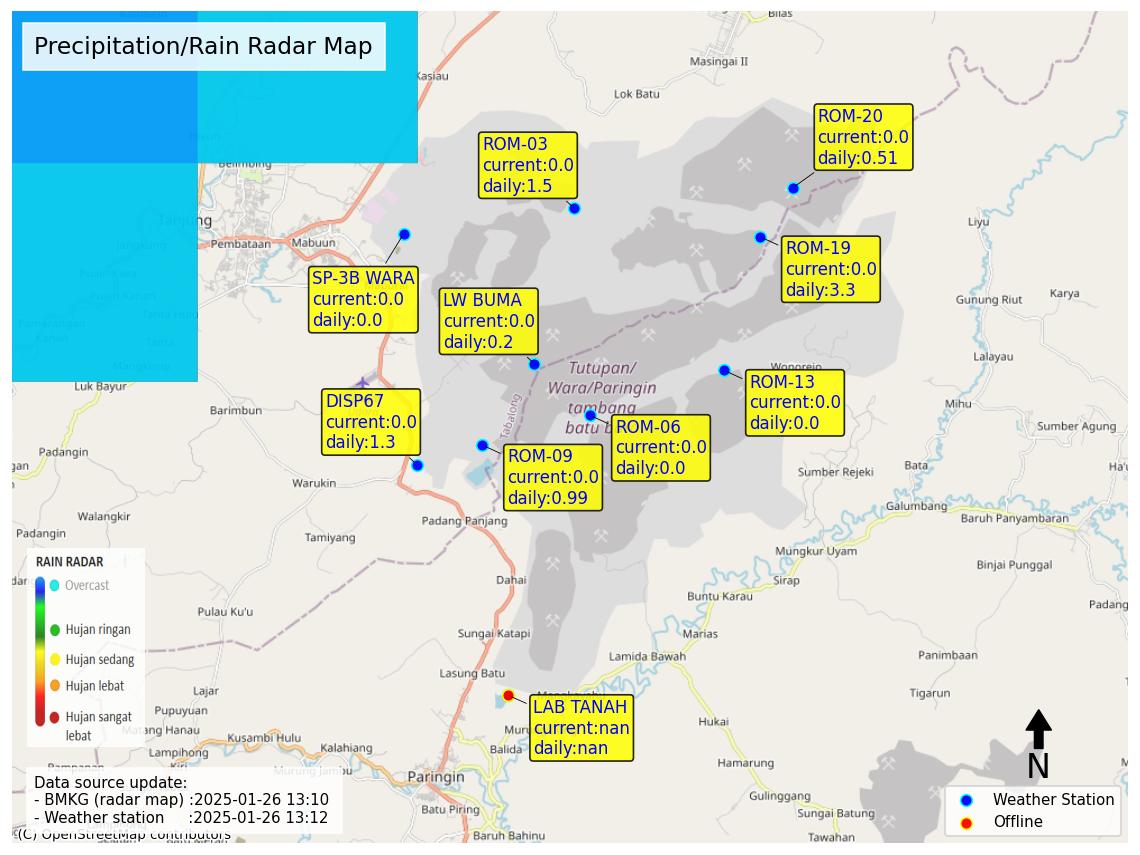 Precipitation/Rain Radar Map
Bilas
Masingai II
Kasiau
Lok Batu
ROM-20
current:0.0
daily:0.51
ROM-03
current:0.0
daily:1.5
Belimbing
Tanjung
Jangkung
Pembataan
Mabuun
Liyu
ROM-19
current:0.0
daily:3.3
SP-3B WARA
current:0.0
daily:0.0
LW BUMA
current:0.0
daily:0.2
Gunung Riut
Karya
Lalayau
Luk Bayur
Tutupan/
Wara/Paringin
tambang
Wonorejo
ROM-13
current:0.0
daily:0.0
DISP67
current:0.0
daily:1.3
Barimbun
Tabalong
Mihu
ROM-06
current:0.0
daily:0.0
Sumber Agung
ROM-09
current:0.0
daily:0.99
Bata
Sumber Rejeki
Warukin
Galumbang
Walangkir
Padangin
Padang Panjang
Baruh Panyambaran
Tamiyang
Mungkur Uyam
Binjai Punggal
RAIN RADAR
Overcast
Hujan ringan
Hujan sedang
Hujan lebat
Hujan sangat
lebat
Dahai
Sirap
Buntu Karau
Pulau Ku'u
Sungai Katapi
Marias
Lamida Bawah
Panimbaan
Lasung Batu
Lajar
Tigarun
Pupuyuan
LAB TANAH
current:nan
daily:nan
Matang Hanau
Kusambi Hulu
Kalahiang
Balida
Hukai
Lampihong
Murung Jambu
Paringin
Hamarung
N
Data source update:
- BMKG (radar map) :2025-01-26 13:10
- Weather station :2025-01-26 13:12
(C) OpenStreetMap contributors
Batu Piring
Baruh Bahinu
Gulinggang
Sungai Batung
Tawahan
Weather Station
Offline